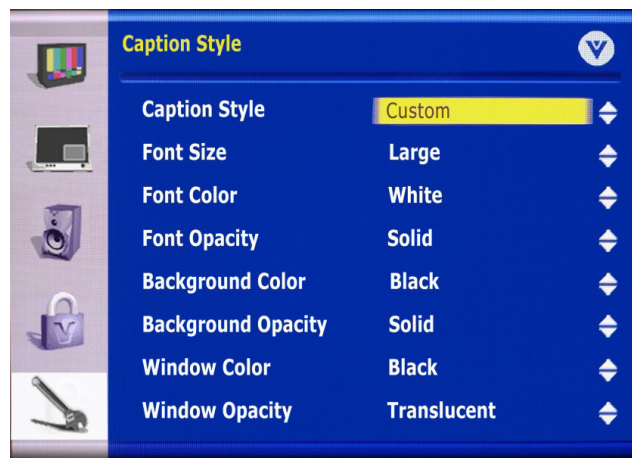 Caption Style
Caption Style Custom
Font Size Large
Font Color White
Font Opacity Solid
Background Color Black
Background Opacity Solid
Window Color Black
Window Opacity Translucent